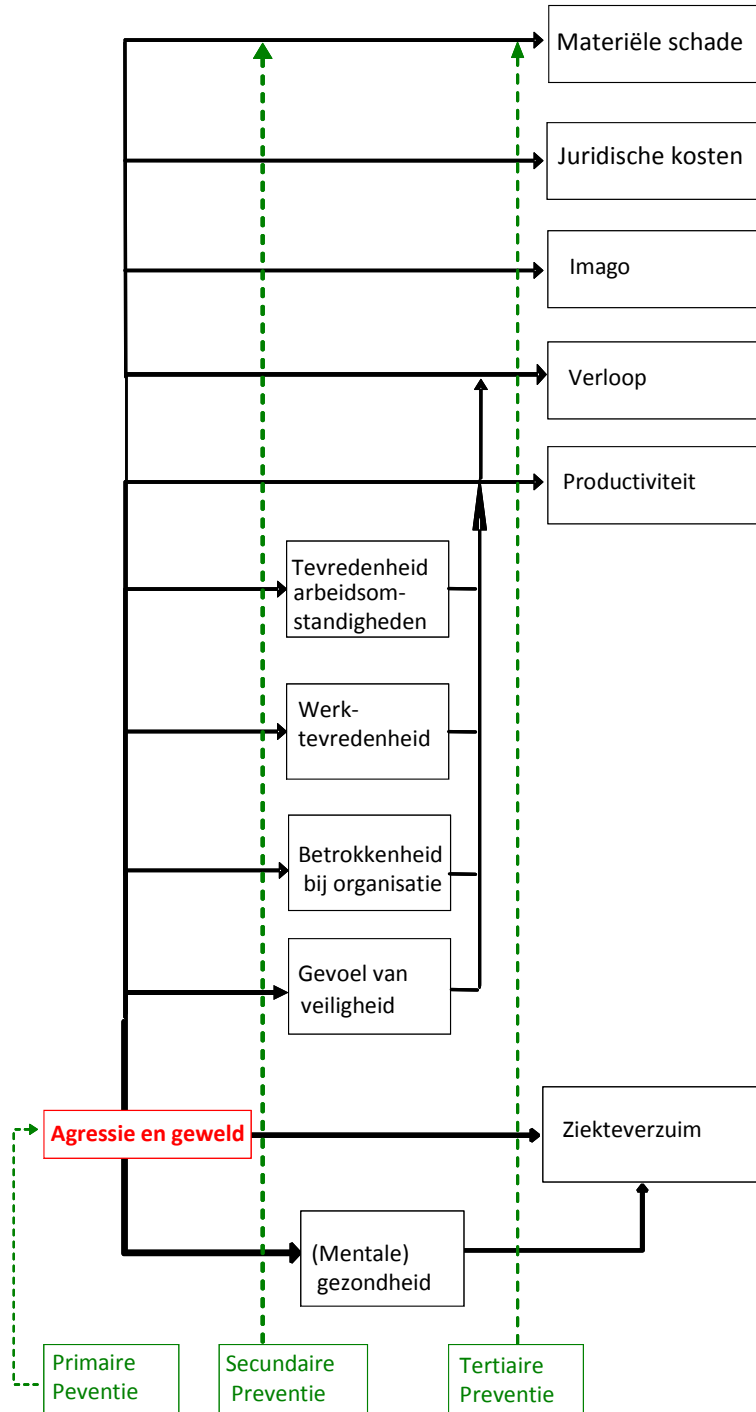 Materiële schade
Juridische kosten
Imago
Verloop
Productiviteit
Tevredenheid
arbeidsom-
standigheden
Werk-
tevredenheid
Betrokkenheid
bij organisatie
Gevoel van
veiligheid
Agressie en geweld
Ziekteverzuim
(Mentale)
gezondheid
Primaire
Peventie
Secundaire
Preventie
Tertiaire
Preventie